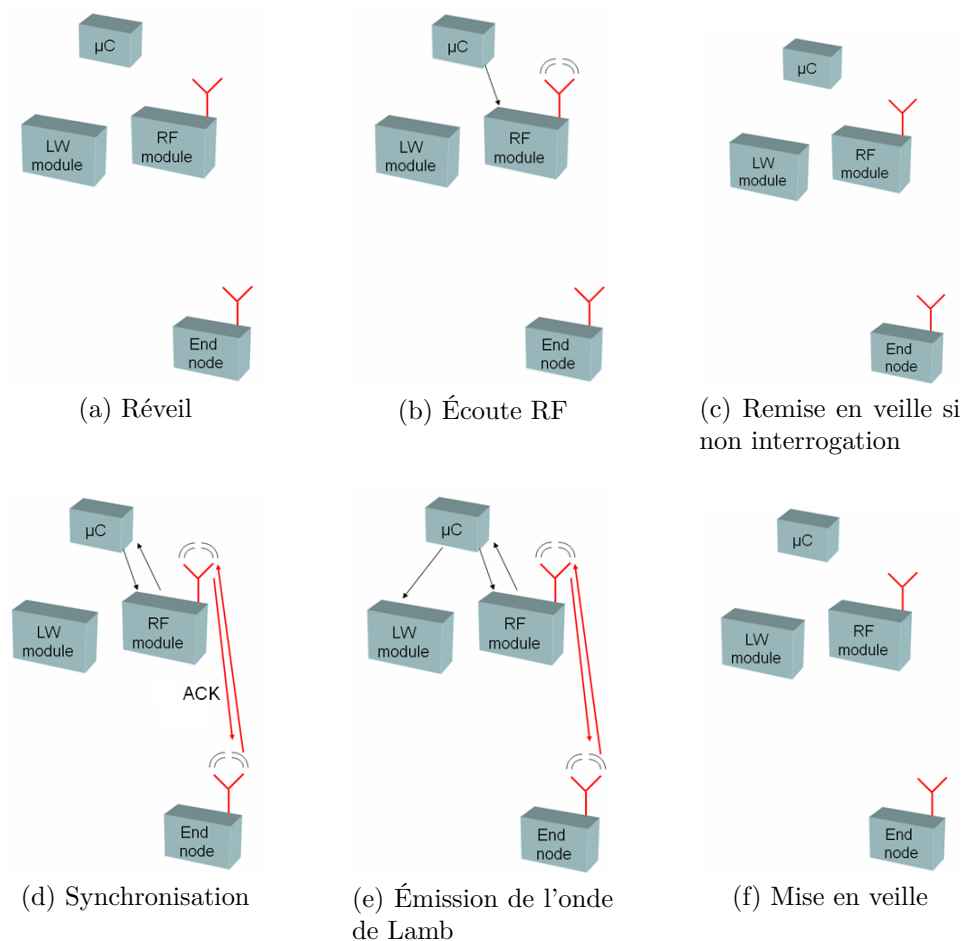 µC
LW
module
RF
module
End
node
(a) Réveil
µC
LW
module
RF
module
End
node
(b) Écoute RF
µC
LW
module
RF
module
End
node
(c) Remise en veille si
non interrogation
µC
LW
module
RF
module
ACK
End
node
(d) Synchronisation
µC
LW
module
RF
module
End
node
(e) Émission de l'onde
de Lamb
µC
LW
module
RF
module
End
node
(f) Mise en veille